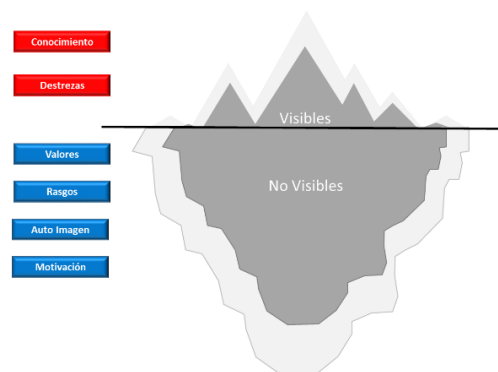 Conocimiento
Destrezas
Visibles
Valores
No Visibles
Rasgos
Auto Imagen
Motivación